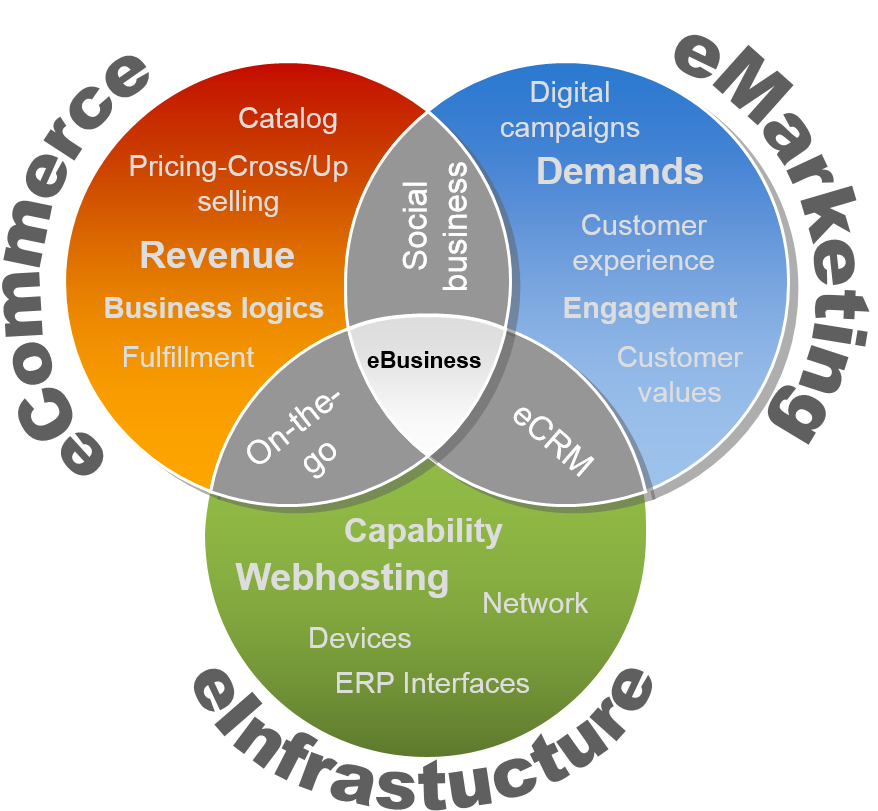 eCommerce
eMarketing
Catalog
Pricing-Cross/Up
selling
Revenue
Business logics
Fulfillment
Social
business
Digital
campaigns
Demands
Customer
experience
Engagement
Customer
values
eBusiness
On-the-
go
eCRM
Capability
Webhosting
Network
Devices
ERP Interfaces
eInfrastucture